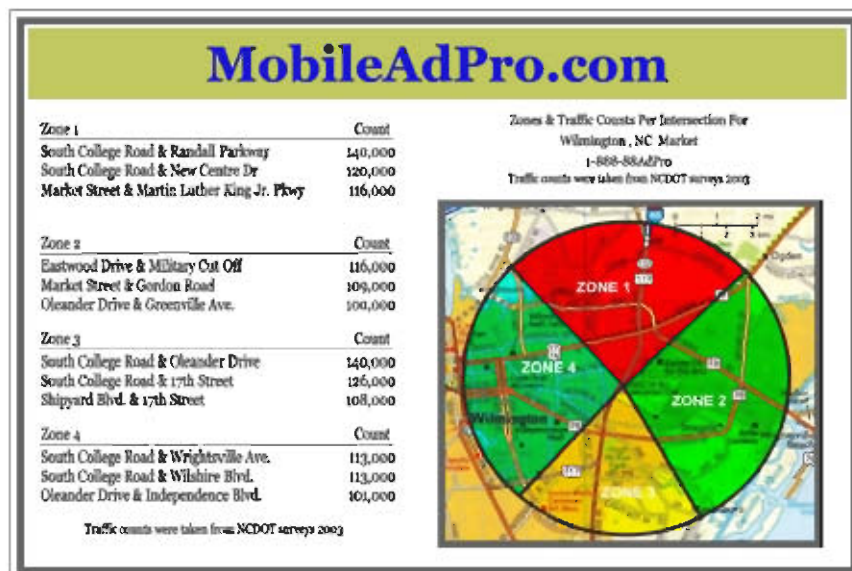 MobileAdPro.com
Zone 1 Count
South College Road & Randall Parkway 140,000
South College Road & New Centre Dr 120,000
Market Street & Martin Luther King Jr. Pkwy 116,000
Zone 2 Count
Eastwood Drive & Military Cut Off 116,000
Market Street & Gordon Road 109,000
Oleander Drive & Greenville Ave. 100,000
Zone 3 Count
South College Road & Oleander Drive 140,000
South College Road & 17th Street 126,000
Shipyard Blvd. & 17th Street 108,000
Zone 4 Count
South College Road & Wrightsville Ave. 113,000
South College Road & Wilshire Blvd. 113,000
Oleander Drive & Independence Blvd. 101,000
Traffic counts were taken from NCDOT surveys 2003
Zones & Traffic Counts Per Intersection For
Wilmington, NC Market
1-888-88AdPro
Traffic counts were taken from NCDOT surveys 2003
Ogden
ZONE 1
ZONE 4
ZONE 2
Wilmington
ZONE 3